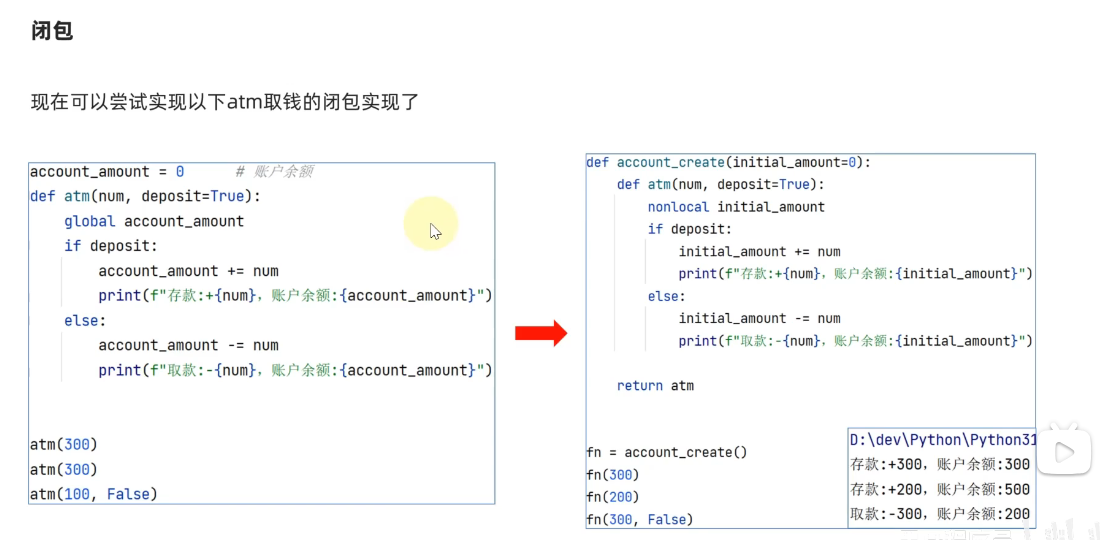 闭包
现在可以尝试实现以下atm取钱的闭包实现了
account_amount = 0      # 账户余额
def atm(num, deposit=True):
    global account_amount
    if deposit:
        account_amount += num
        print(f"存款:+{num}, 账户余额:{account_amount}")
    else:
        account_amount -= num
        print(f"取款:-{num}, 账户余额:{account_amount}")
atm(300)
atm(300)
atm(100, False)
def account_create(initial_amount=0):
    def atm(num, deposit=True):
        nonlocal initial_amount
        if deposit:
            initial_amount += num
            print(f"存款:+{num}, 账户余额:{initial_amount}")
        else:
            initial_amount -= num
            print(f"取款:-{num}, 账户余额:{initial_amount}")
    return atm
fn = account_create()
fn(300)
fn(200)
fn(300, False)
D:\dev\Python\Python31
存款:+300, 账户余额:300
存款:+200, 账户余额:500
取款:-300, 账户余额:200